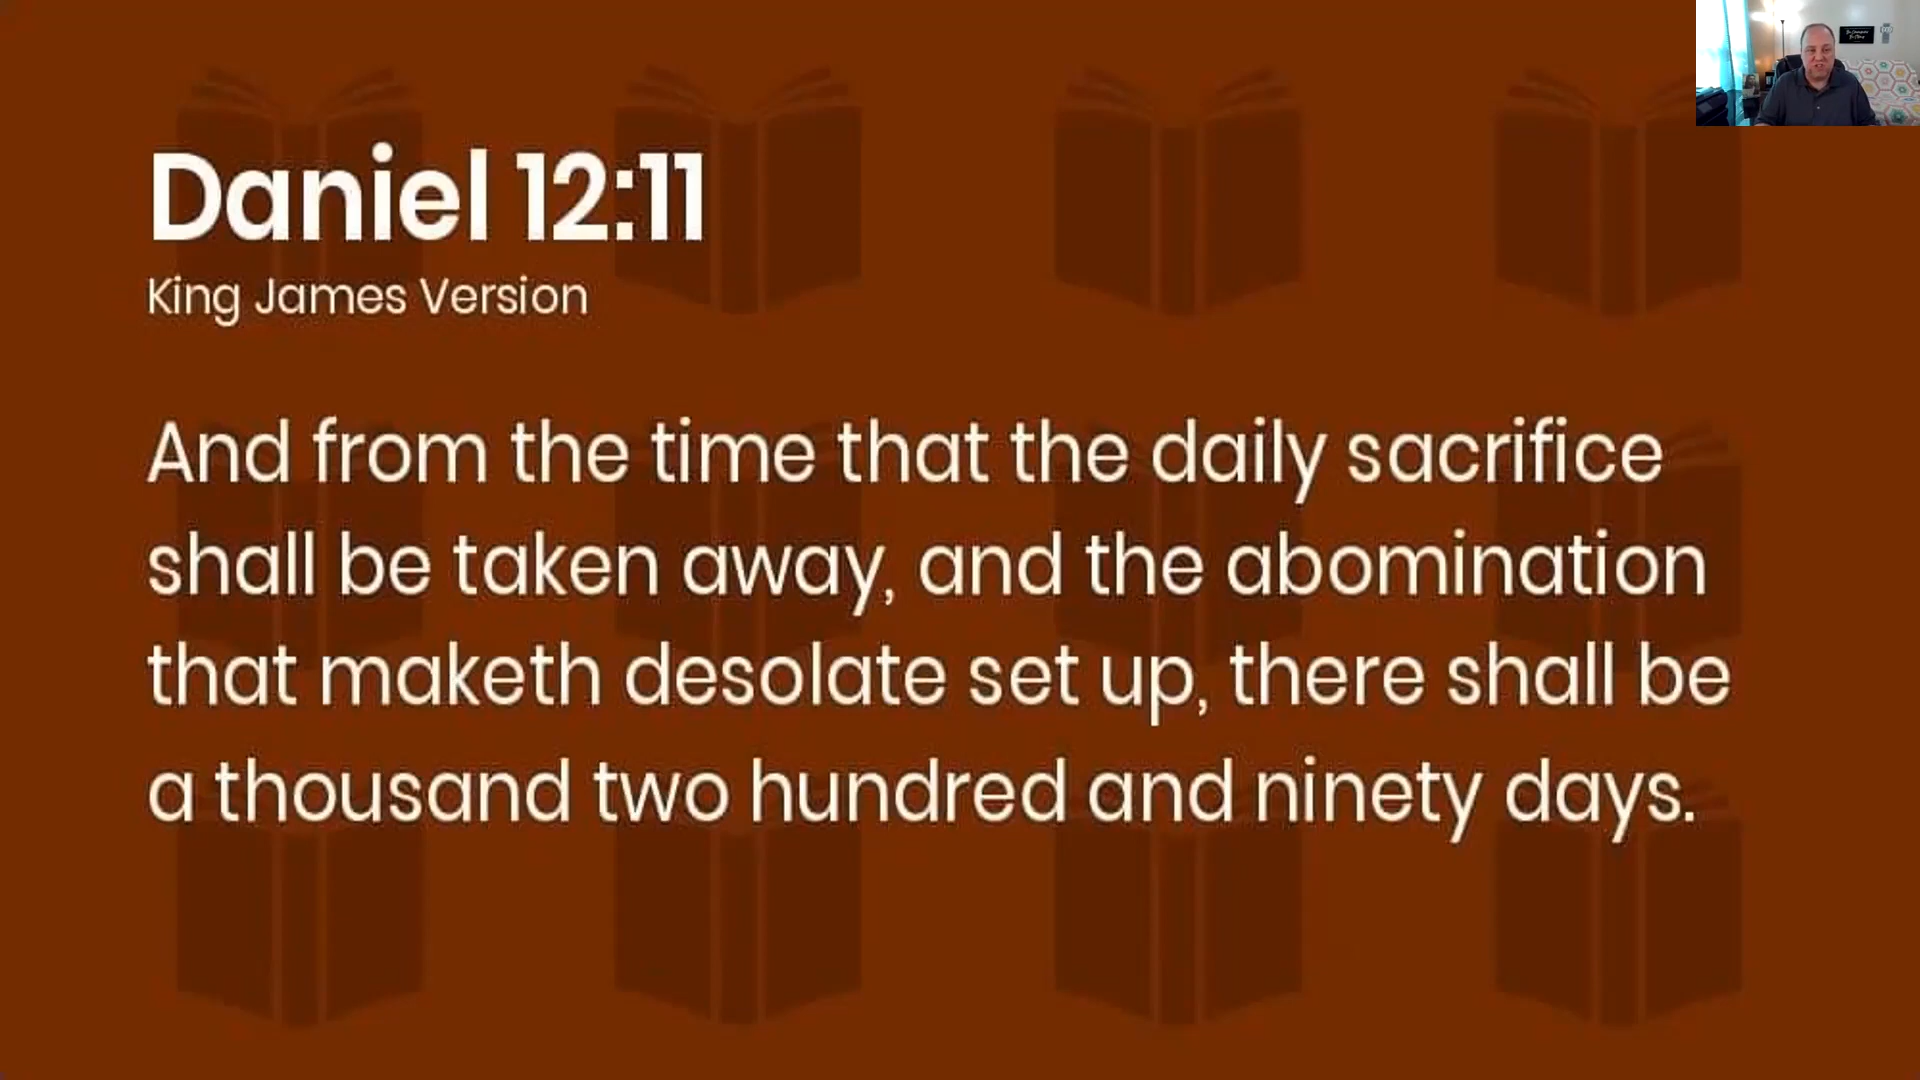 Daniel 12:11
King James Version
And from the time that the daily sacrifice
shall be taken away, and the abomination
that maketh desolate set up, there shall be
a thousand two hundred and ninety days.